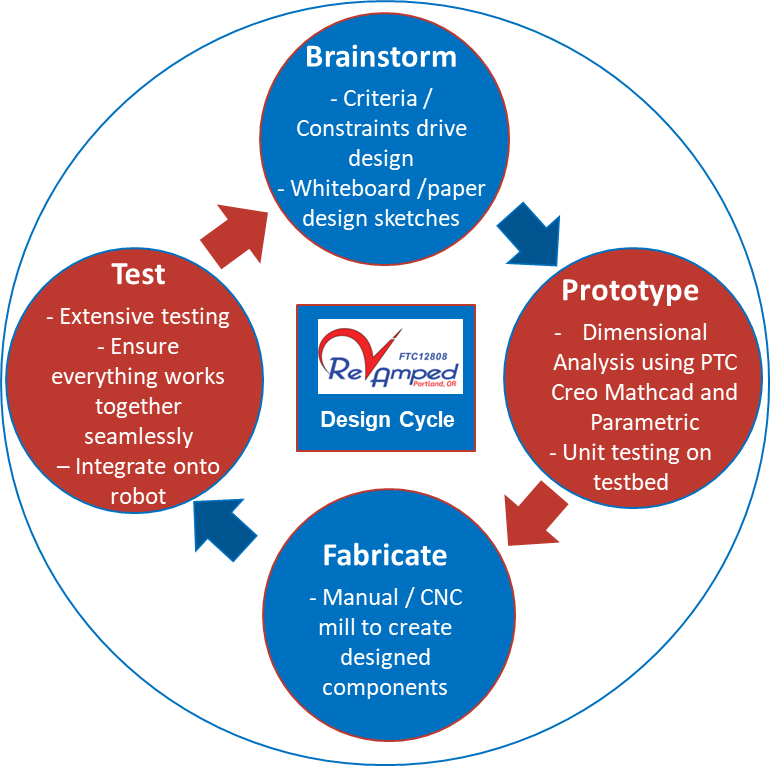 Brainstorm
- Criteria /
Constraints drive
design
- Whiteboard /paper
design sketches
Prototype
- Dimensional
Analysis using PTC
Creo Mathcad and
Parametric
- Unit testing on
testbed
Fabricate
- Manual / CNC
mill to create
designed
components
Test
- Extensive testing
- Ensure
everything works
together
seamlessly
– Integrate onto
robot
FTC12808
ReVAmped
Portland, OR
Design Cycle